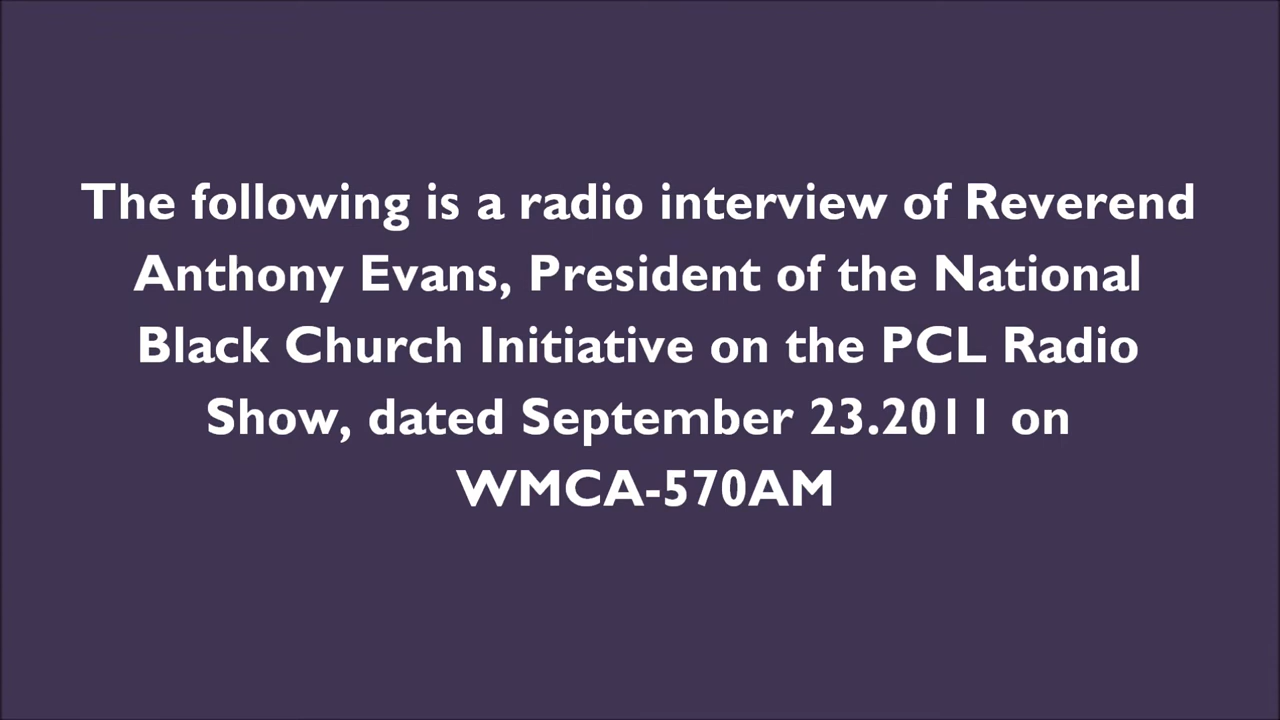 The following is a radio interview of Reverend
Anthony Evans, President of the National
Black Church Initiative on the PCL Radio
Show, dated September 23.2011 on
WMCA-570AM